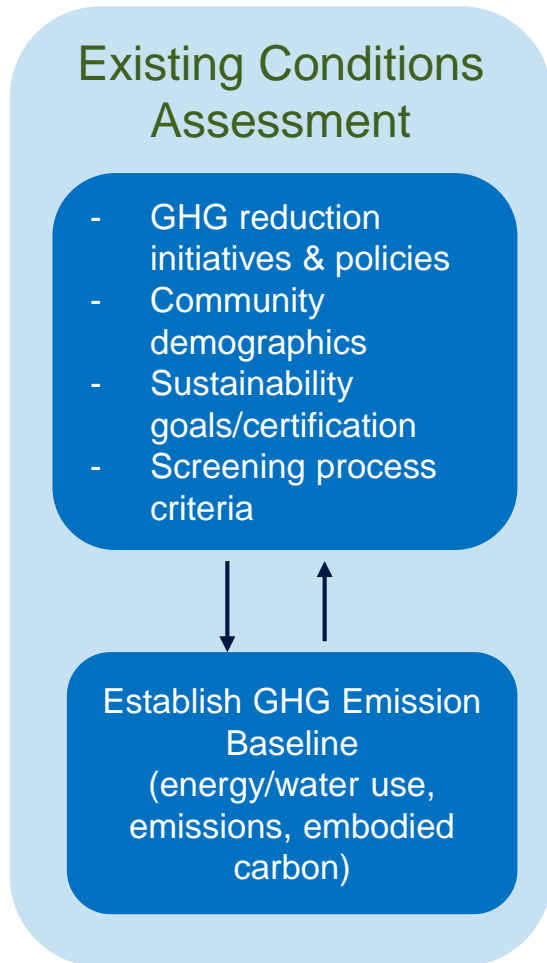 Existing Conditions
Assessment
- GHG reduction
initiatives & policies
- Community
demographics
- Sustainability
goals/certification
- Screening process
criteria
Establish GHG Emission
Baseline
(energy/water use,
emissions, embodied
carbon)